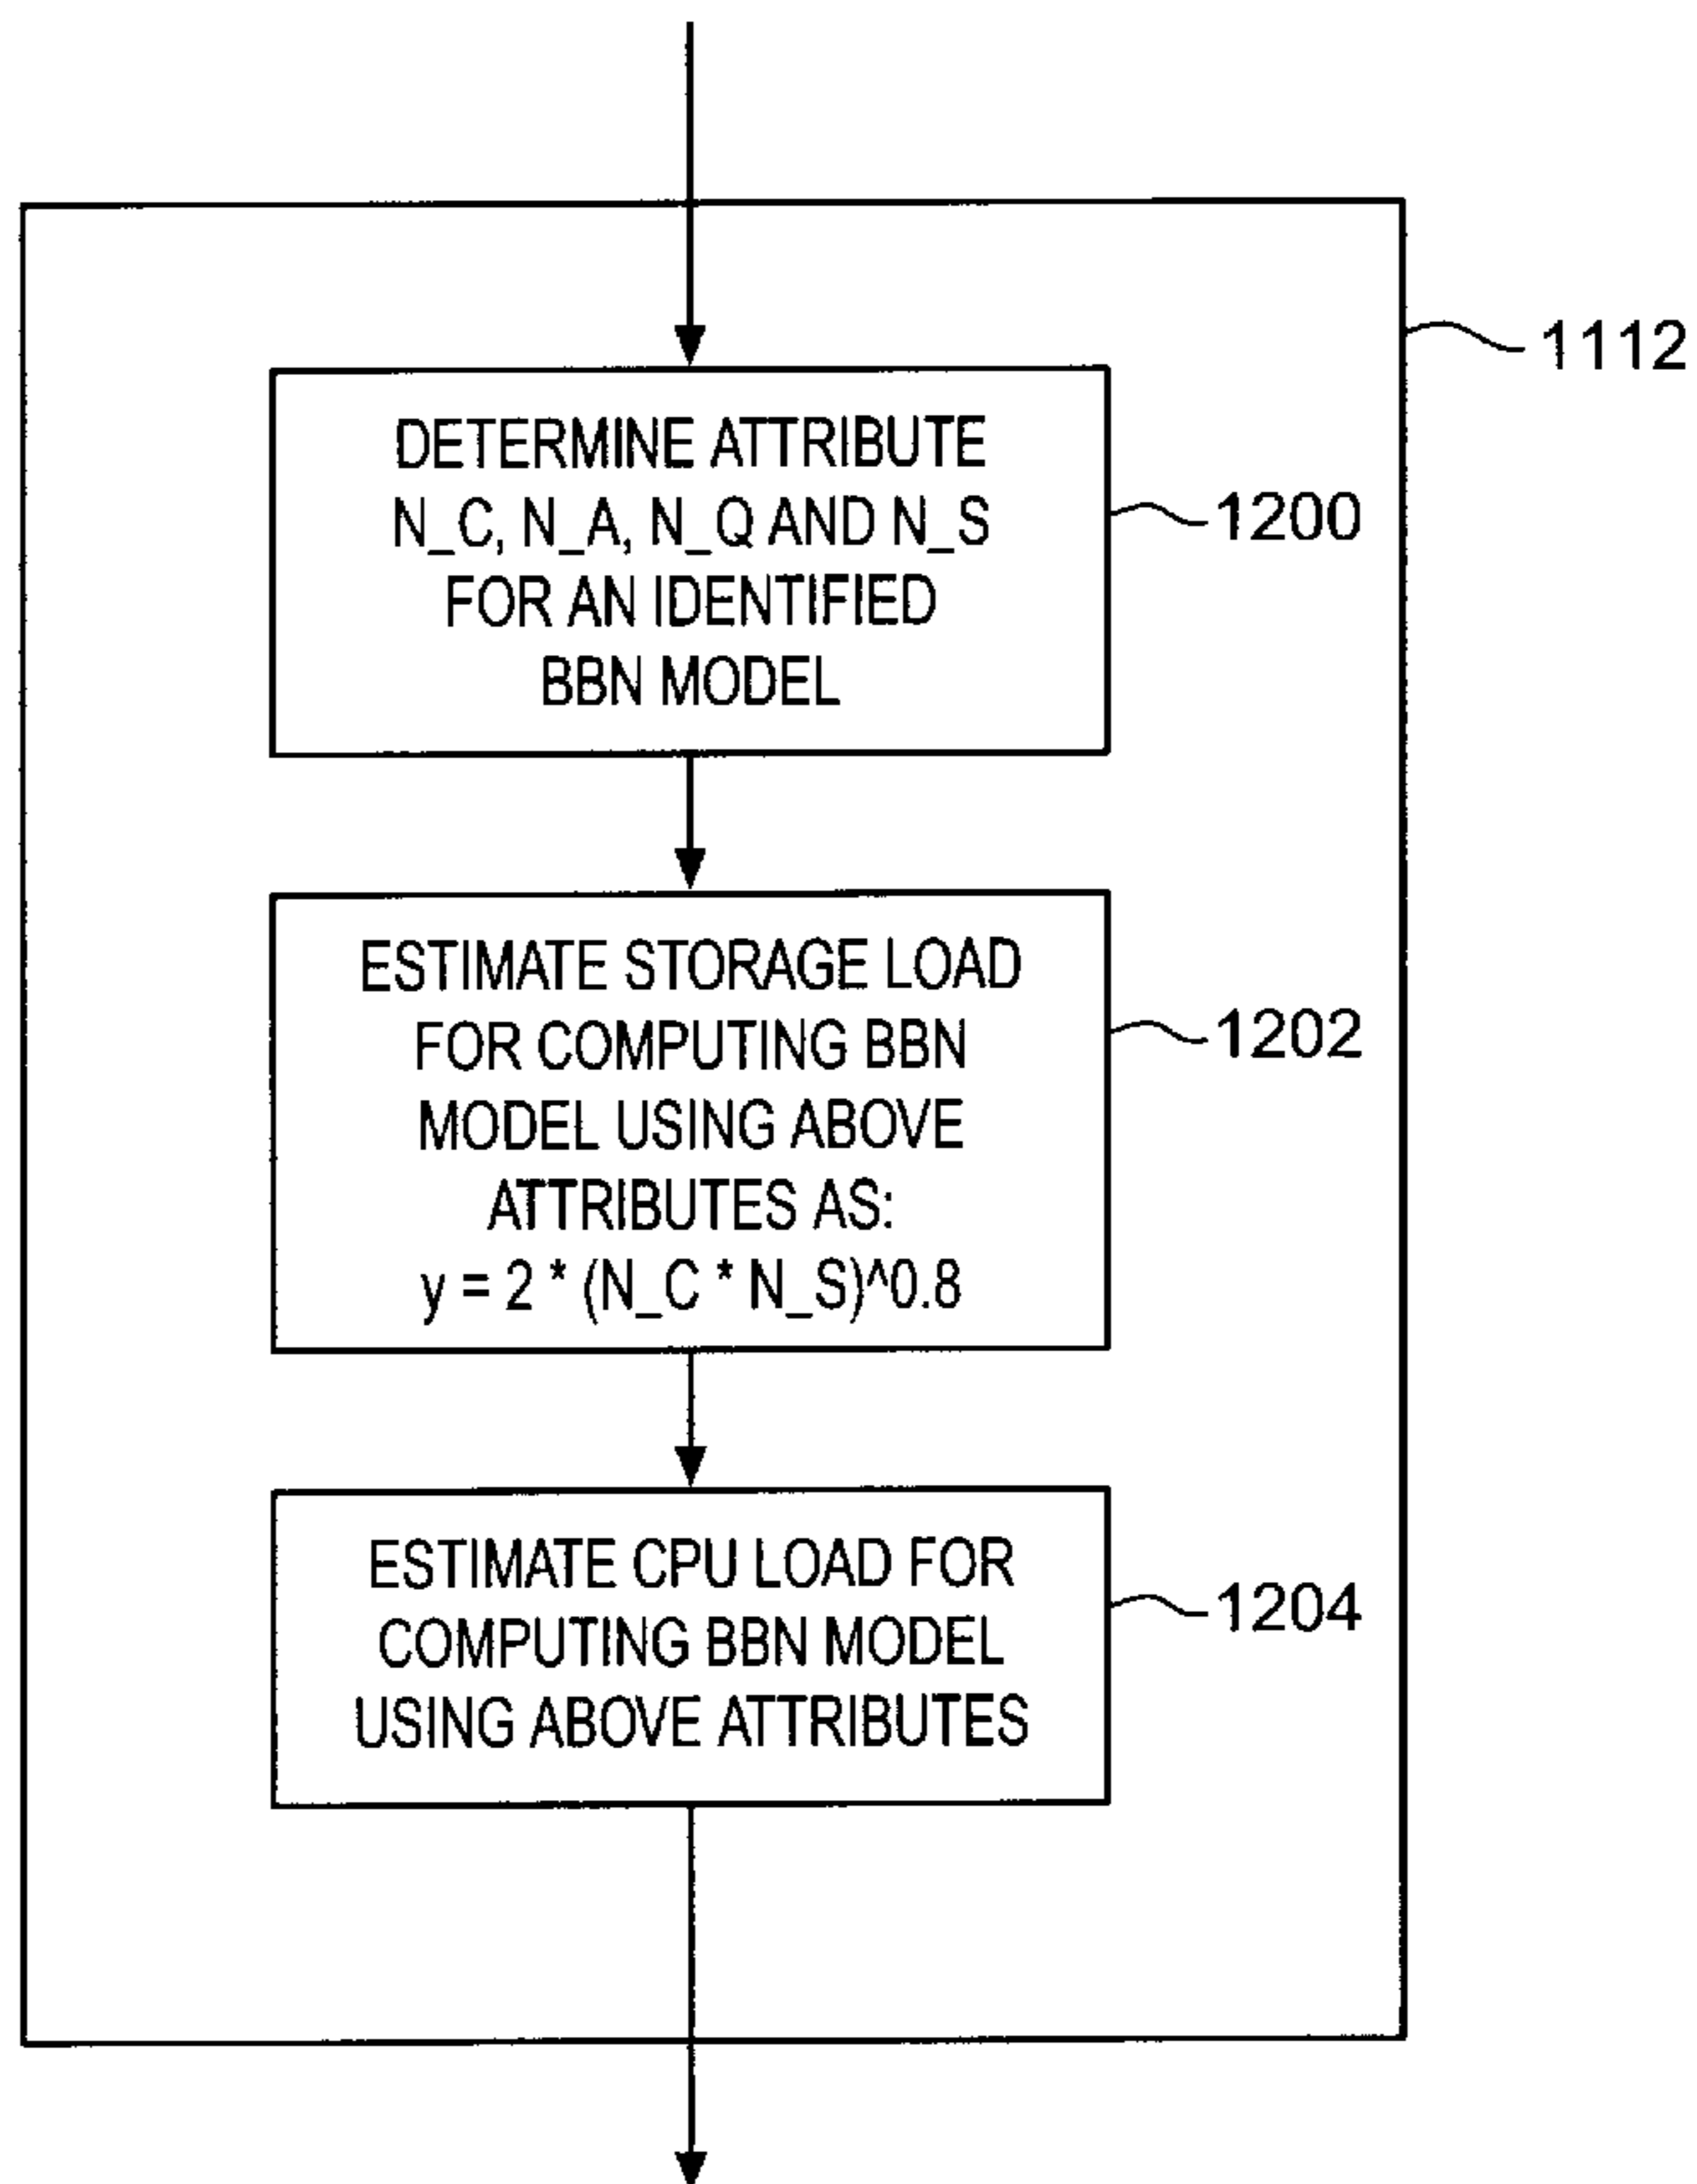 1112
DETERMINE ATTRIBUTE
N_C, N_A, N_Q AND N_S
FOR AN IDENTIFIED
BBN MODEL
1200
ESTIMATE STORAGE LOAD
FOR COMPUTING BBN
MODEL USING ABOVE
ATTRIBUTES AS:
y = 2 * (N_C * N_S)^0.8
1202
ESTIMATE CPU LOAD FOR
COMPUTING BBN MODEL
USING ABOVE ATTRIBUTES
1204